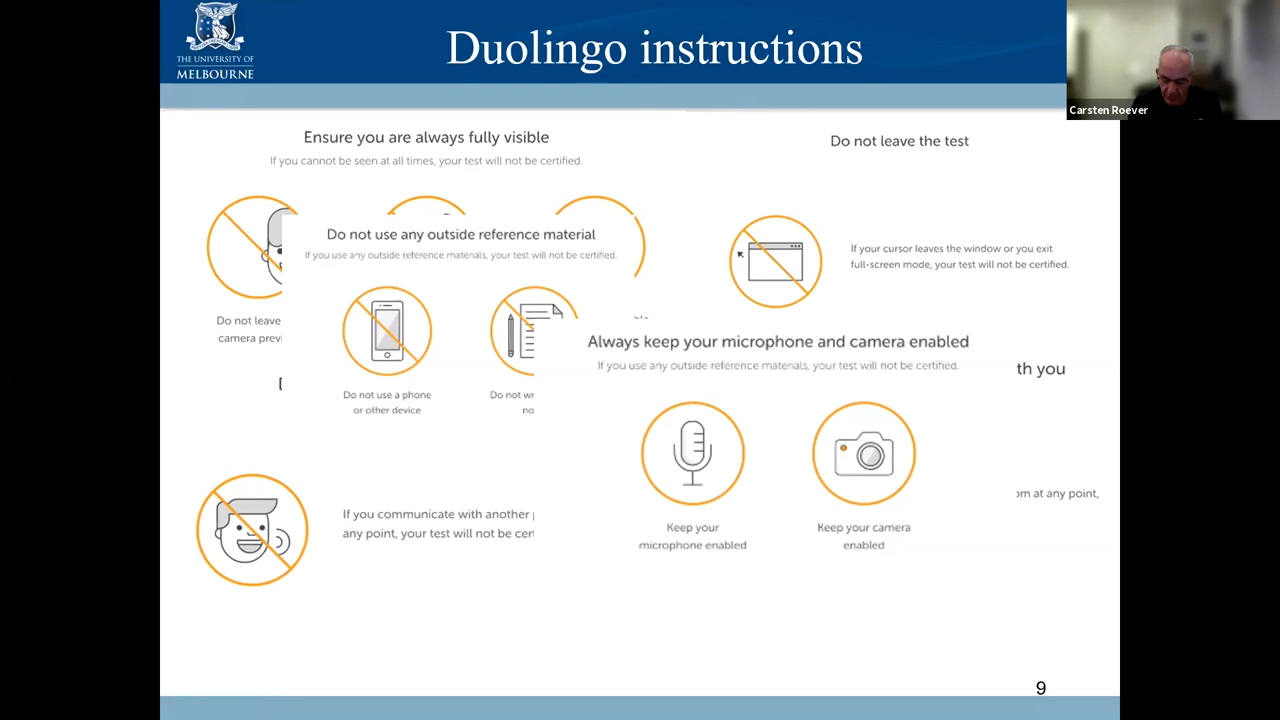 THE UNIVERSITY OF
MELBOURNE
Duolingo instructions
Carsten Roever
Ensure you are always fully visible
If you cannot be seen at all times, your test will not be certified.
Do not leave the test
Do not use any outside reference material
If you use any outside reference materials, your test will not be certified.
If your cursor leaves the window or you exit
full-screen mode, your test will not be certified.
Do not leave
camera
Do not use a phone
or other device
Do not
Always keep your microphone and camera enabled
If you use any outside reference materials, your test will not be certified.
you
at any point,
If you communicate with another
any point, your test will not be
Keep your
microphone enabled
Keep your camera
enabled
9